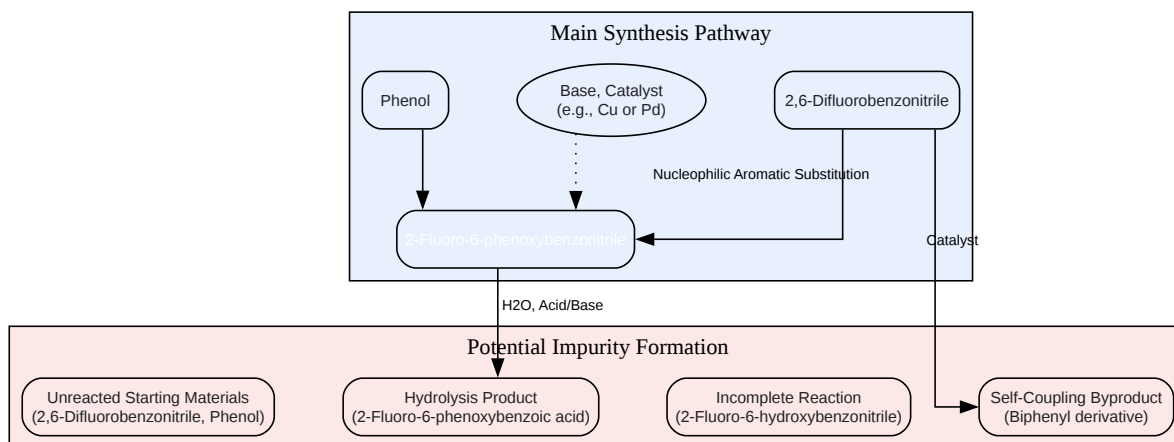 Main Synthesis Pathway
Phenol
Base, Catalyst
(e.g., Cu or Pd)
2,6-Difluorobenzonitrile
Nucleophilic Aromatic Substitution
2-Fluoro-6-phenoxybenzonitrile
Catalyst
H2O, Acid/Base
Potential Impurity Formation
Unreacted Starting Materials
(2,6-Difluorobenzonitrile, Phenol)
Hydrolysis Product
(2-Fluoro-6-phenoxybenzoic acid)
Incomplete Reaction
(2-Fluoro-6-hydroxybenzonitrile)
Self-Coupling Byproduct
(Biphenyl derivative)